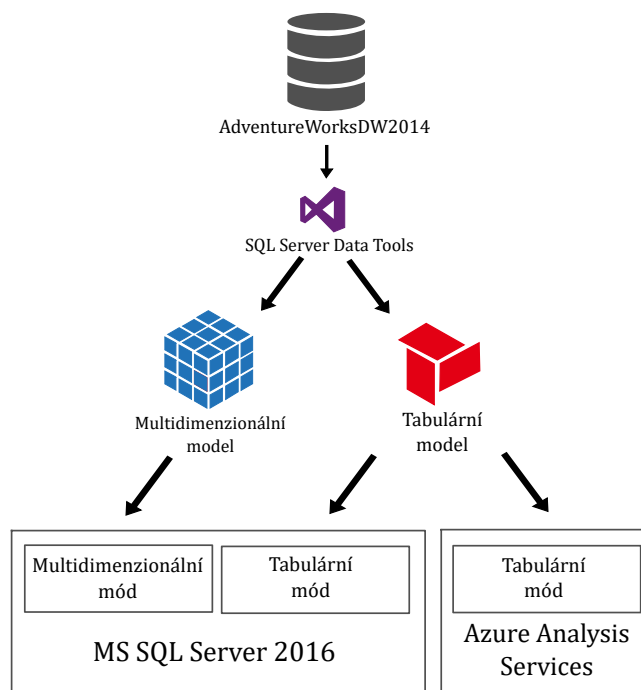 AdventureWorksDW2014
SQL Server Data Tools
Multidimenzionální
model
Tabulární
model
Multidimenzionální
mód
Tabulární
mód
MS SQL Server 2016
Tabulární
mód
Azure Analysis
Services